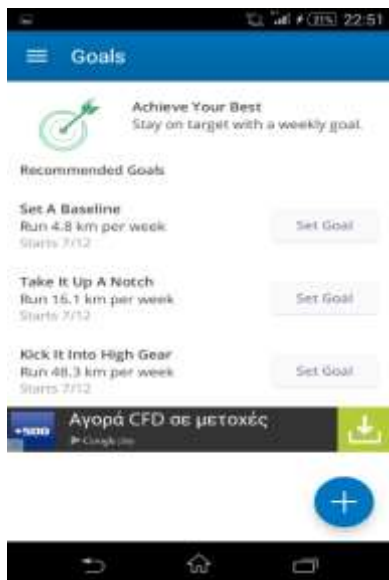 22:51
Goals
Achieve Your Best
Stay on target with a weekly goal.
Recommended Goals
Set A Baseline
Run 4.8 km per week
Starts 7/12
Set Goal
Take It Up A Notch
Run 16.1 km per week
Starts 7/12
Set Goal
Kick It Into High Gear
Run 48.3 km per week
Starts 7/12
Set Goal
+500
Αγορά CFD σε μετοχές
Google play